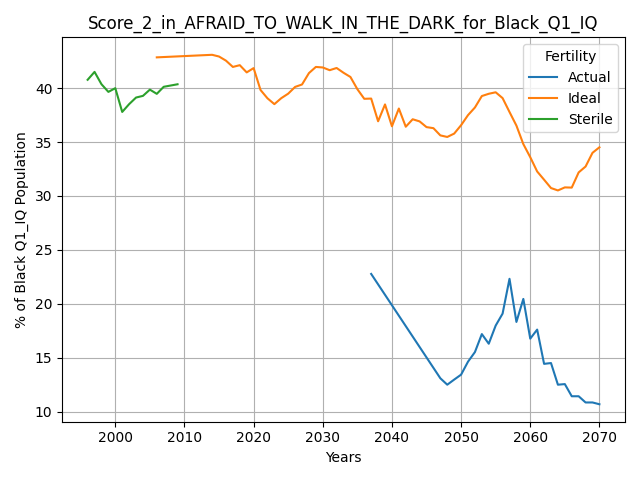 Score_2_in_AFRAID_TO_WALK_IN_THE_DARK_for_Black_Q1_IQ
Fertility
Actual
Ideal
Sterile
% of Black Q1_IQ Population
40
35
30
25
20
15
10
2000 2010 2020 2030 2040 2050 2060 2070
Years